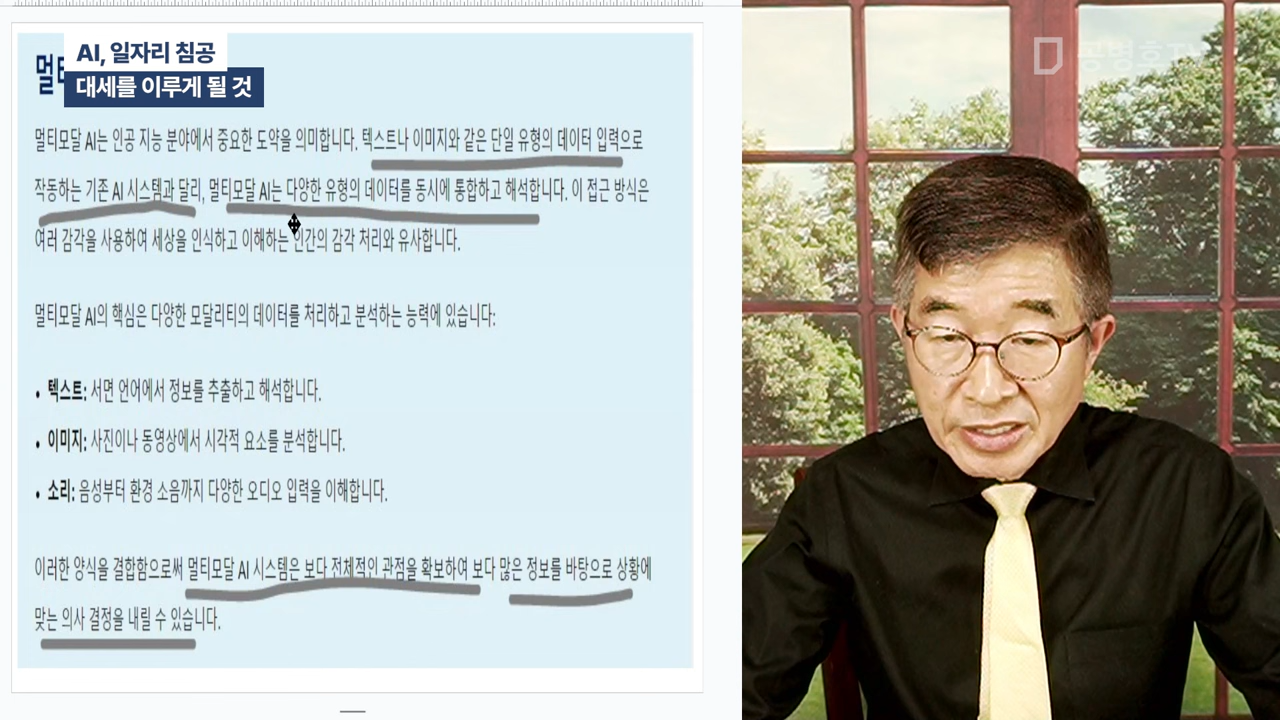 AI, 일자리 침공
대세를 이루게 될 것
멀티
멀티모달 AI는 인공 지능 분야에서 중요한 도약을 의미합니다. 텍스트나 이미지와 같은 단일 유형의 데이터 입력으로
작동하는 기존 AI 시스템과 달리, 멀티모달 AI는 다양한 유형의 데이터를 동시에 통합하고 해석합니다. 이 접근 방식은
여러 감각을 사용하여 세상을 인식하고 이해하는 인간의 감각 처리와 유사합니다.
멀티모달 AI의 핵심은 다양한 모달리티의 데이터를 처리하고 분석하는 능력에 있습니다:
• 텍스트: 서면 언어에서 정보를 추출하고 해석합니다.
• 이미지: 사진이나 동영상에서 시각적 요소를 분석합니다.
• 소리: 음성부터 환경 소음까지 다양한 오디오 입력을 이해합니다.
이러한 양식을 결합함으로써 멀티모달 AI 시스템은 보다 전체적인 관점을 확보하여 보다 많은 정보를 바탕으로 상황에
맞는 의사 결정을 내릴 수 있습니다.
공병호TV